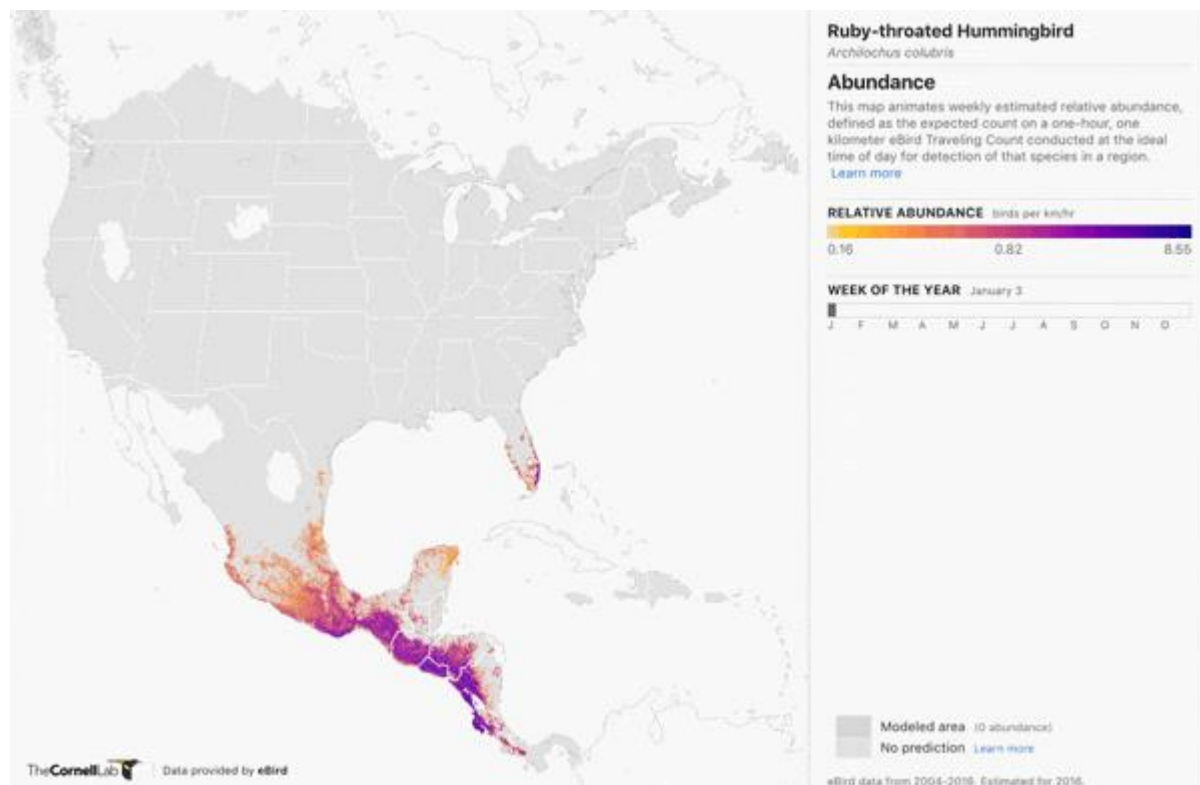 Ruby-throated Hummingbird
Archilochus colubris
Abundance
This map animates weekly estimated relative abundance,
defined as the expected count on a one-hour, one
kilometer eBird Traveling Count conducted at the ideal
time of day for detection of that species in a region.
Learn more
RELATIVE ABUNDANCE birds per km/hr
0.16 0.82 8.55
WEEK OF THE YEAR January 3
J F M A M J J A S O N D
Modeled area (0 abundance)
No prediction Learn more
eBird data from 2004-2016. Estimated for 2016.
TheCornellLab Data provided by eBird